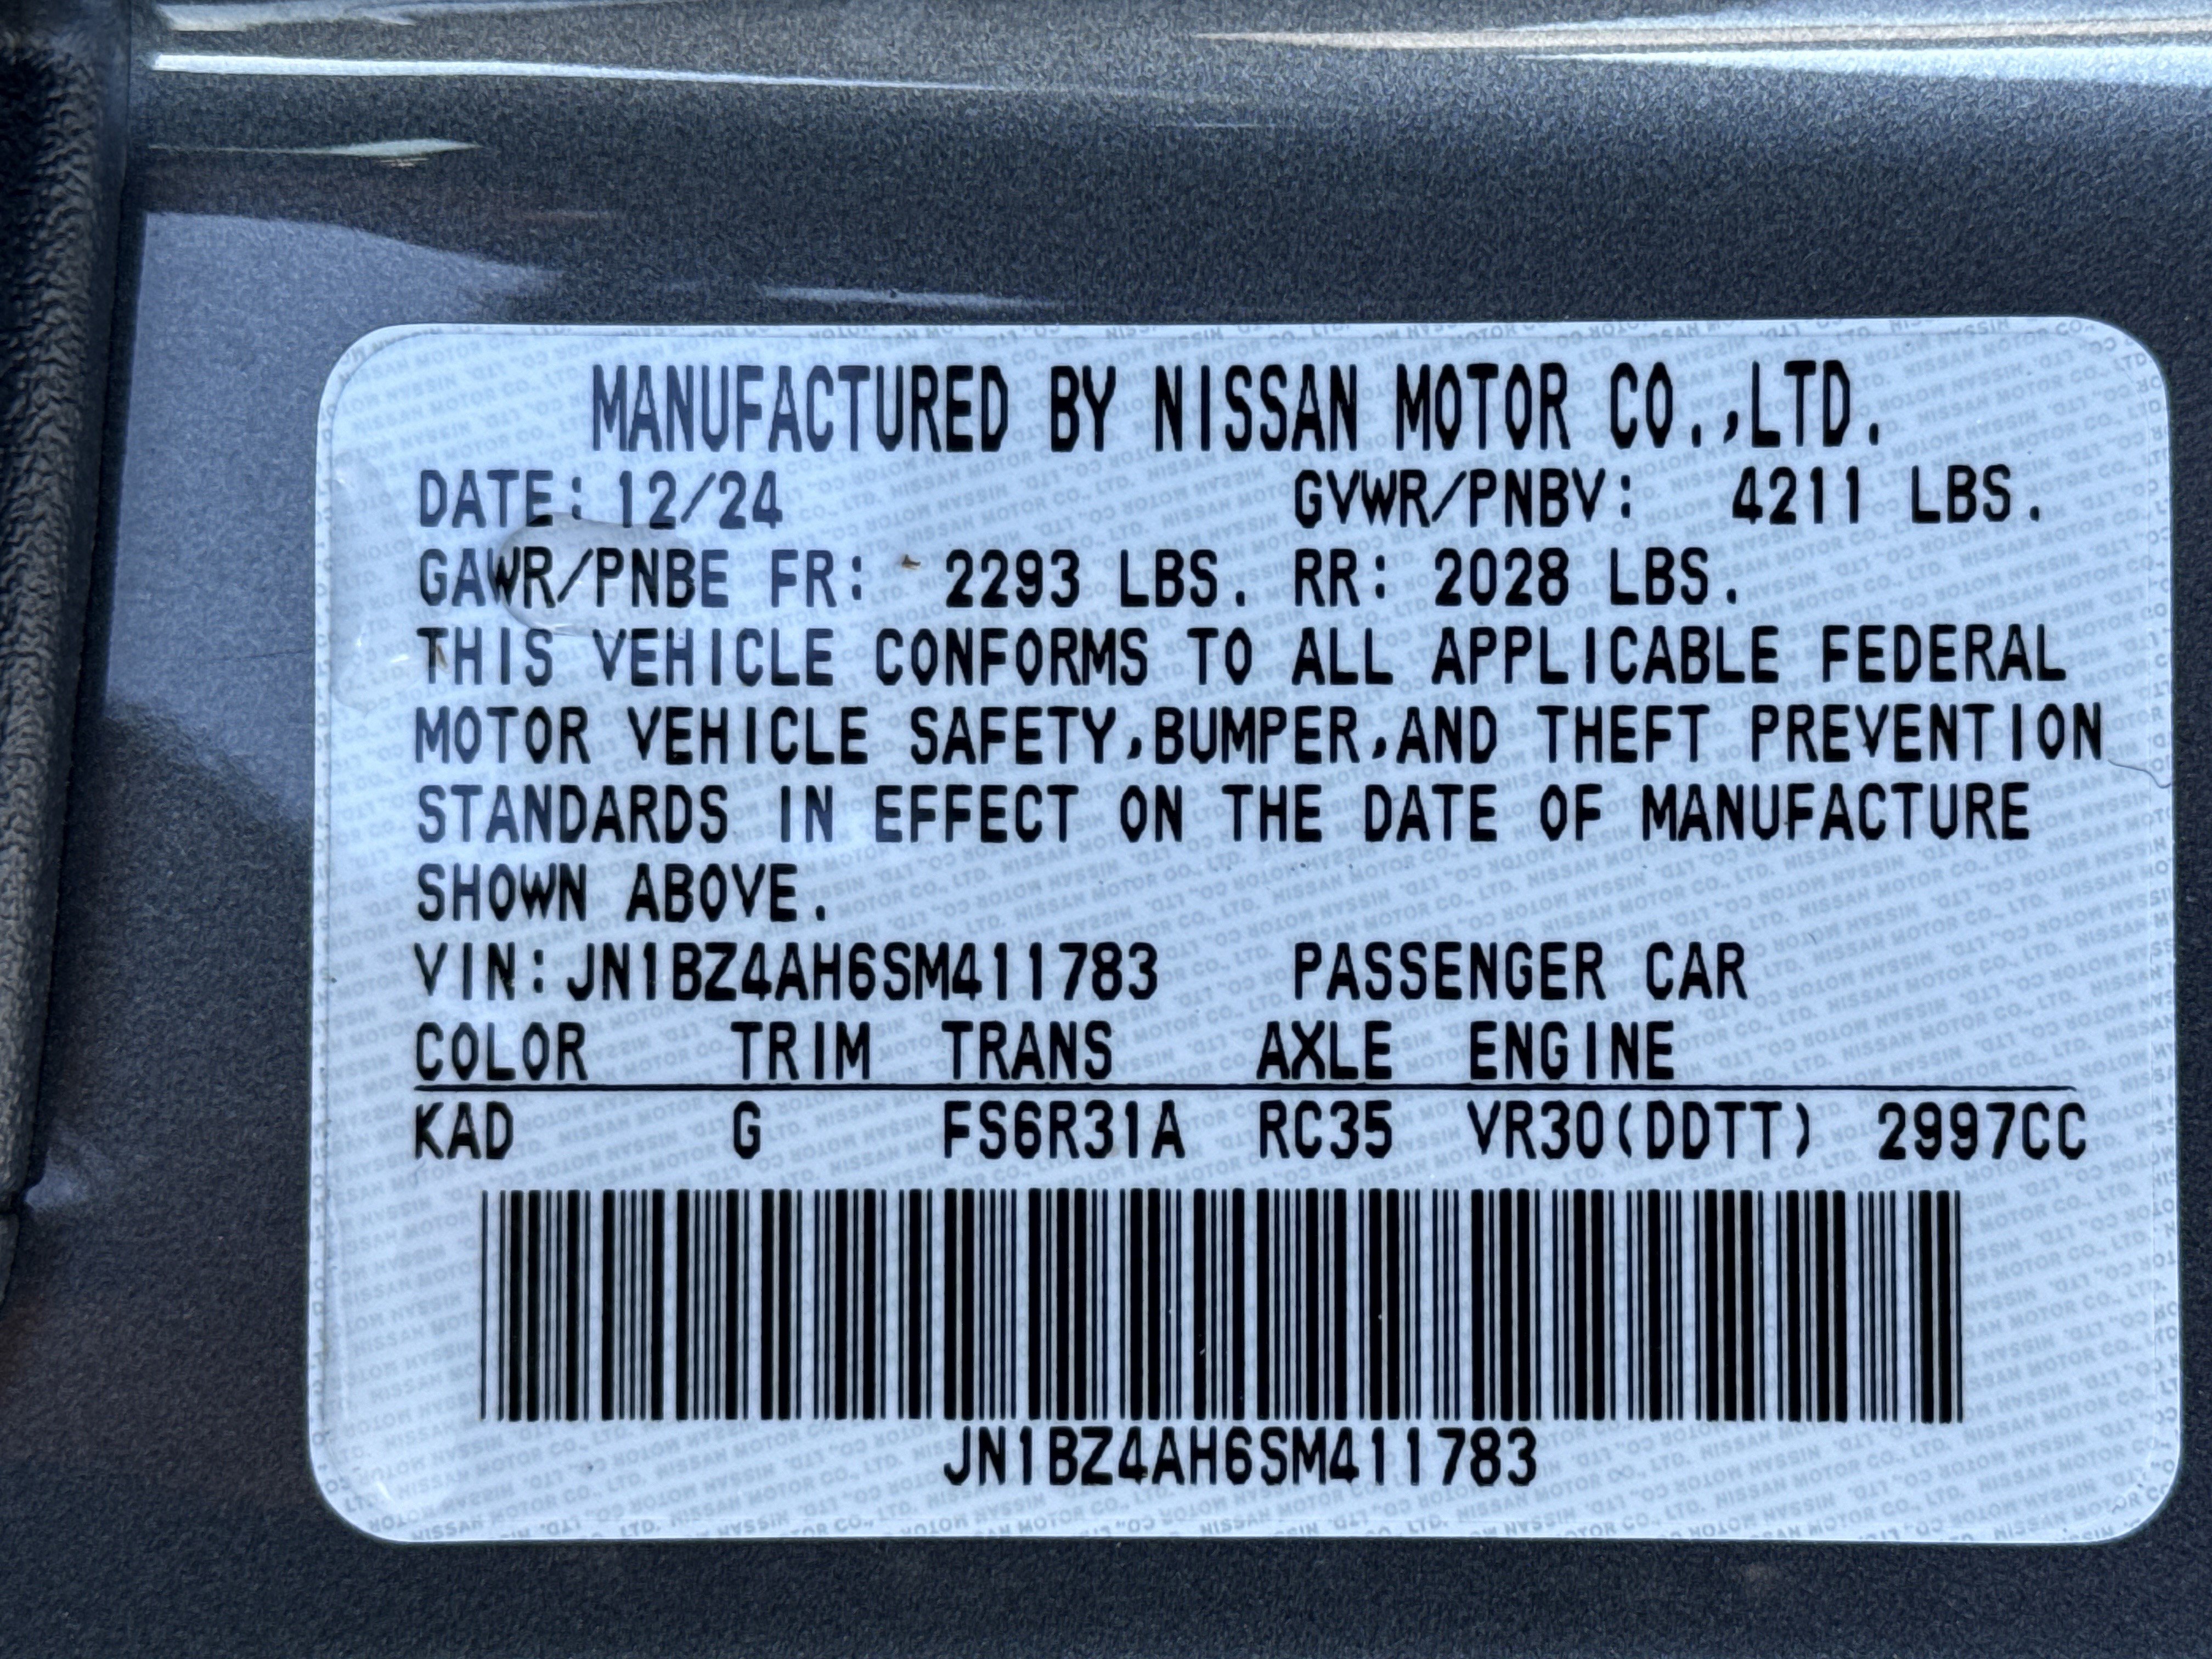 MANUFACTURED BY NISSAN MOTOR CO.,LTD.
DATE: 12/24 GVWR/PNBV: 4211 LBS.
GAWR/PNBE FR: 2293 LBS. RR: 2028 LBS.
THIS VEHICLE CONFORMS TO ALL APPLICABLE FEDERAL
MOTOR VEHICLE SAFETY,BUMPER,AND THEFT PREVENTION
STANDARDS IN EFFECT ON THE DATE OF MANUFACTURE
SHOWN ABOVE.
VIN:JN1BZ4AH6SM411783 PASSENGER CAR
COLOR TRIM TRANS AXLE ENGINE
KAD G FS6R31A RC35 VR30(DDTT) 2997CC
JN1BZ4AH6SM411783